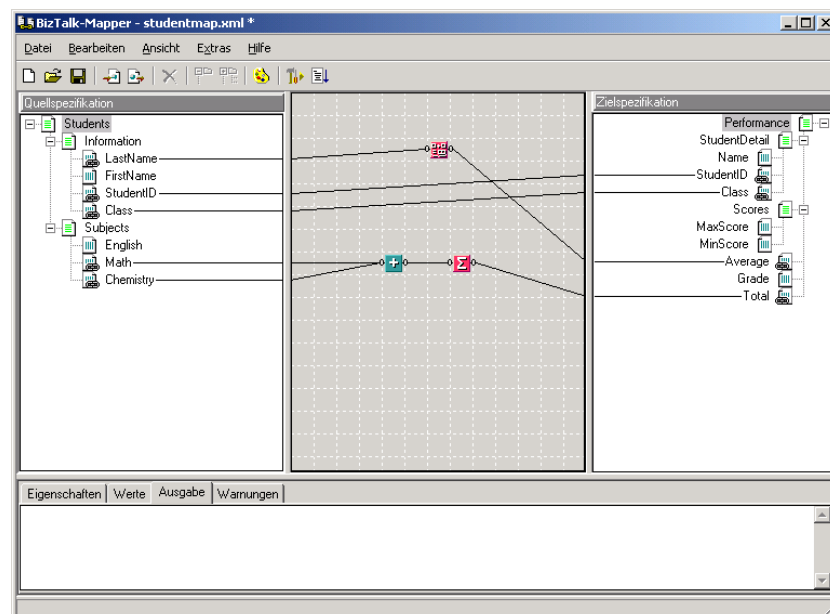 BizTalk-Mapper - studentmap.xml *
Datei Bearbeiten Ansicht Extras Hilfe
Quellspezifikation
Students
Information
LastName
FirstName
StudentID
Class
Subjects
English
Math
Chemistry
Zielspezifikation
Performance
StudentDetail
Name
StudentID
Class
Scores
MaxScore
MinScore
Average
Grade
Total
Eigenschaften Werte Ausgabe Warnungen